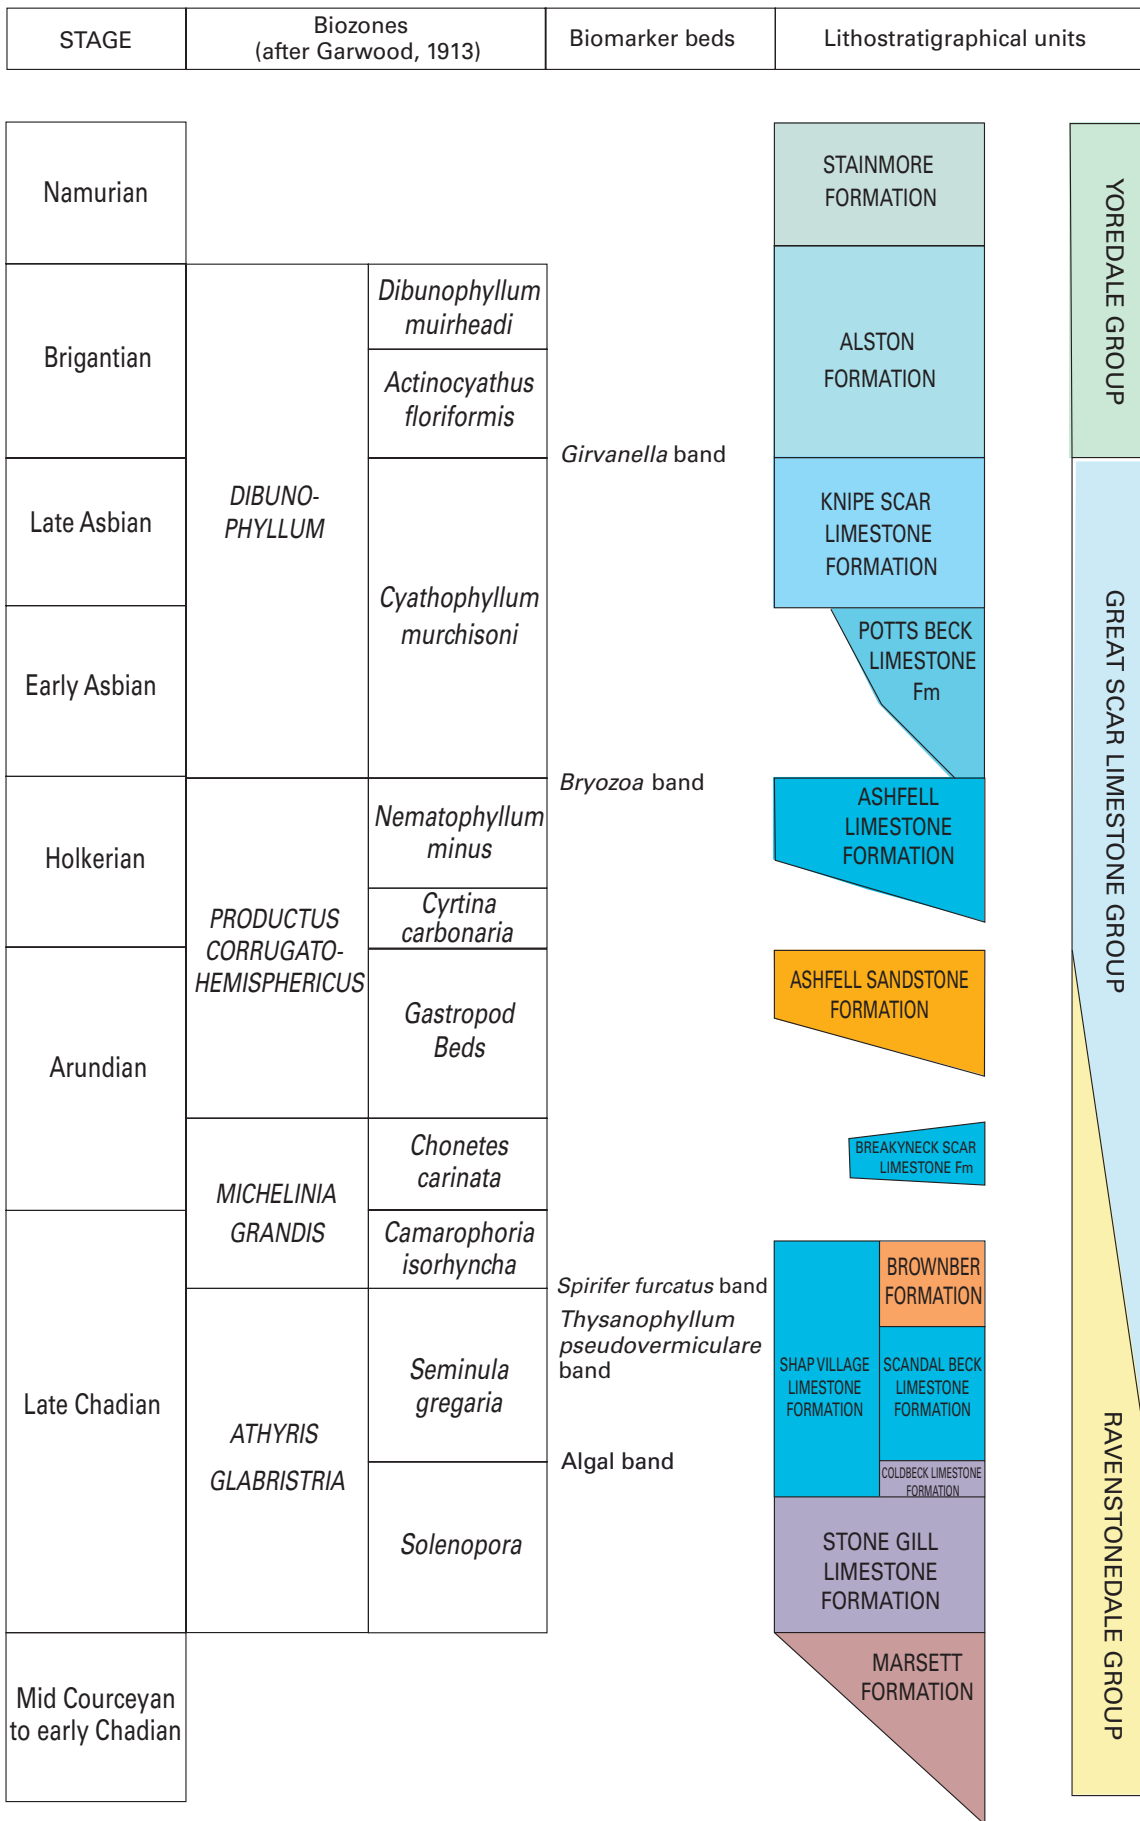 STAGE
Biozones
(after Garwood, 1913)
Biomarker beds
Lithostratigraphical units
Namurian
Brigantian
Late Asbian
Early Asbian
Holkerian
Arundian
Late Chadian
Mid Courceyan
to early Chadian
DIBUNO-
PHYLLUM
PRODUCTUS
CORRUGATO-
HEMISPHERICUS
MICHELINIA
GRANDIS
ATHYRIS
GLABRISTRIA
Dibunophyllum
muirheadi
Actinocyathus
floriformis
Cyathophyllum
murchisoni
Nematophyllum
minus
Cyrtina
carbonaria
Gastropod
Beds
Chonetes
carinata
Camarophoria
isorhyncha
Seminula
gregaria
Solenopora
Girvanella band
Bryozoa band
Spirifer furcatus band
Thysanophyllum
pseudovermiculare
band
Algal band
STAINMORE
FORMATION
ALSTON
FORMATION
KNIPE SCAR
LIMESTONE
FORMATION
POTTS BECK
LIMESTONE
Fm
ASHFELL
LIMESTONE
FORMATION
ASHFELL SANDSTONE
FORMATION
BREAKYNECK SCAR
LIMESTONE Fm
SHAP VILLAGE
LIMESTONE
FORMATION
BROWNBER
FORMATION
SCANDAL BECK
LIMESTONE
FORMATION
COLDBECK LIMESTONE
FORMATION
STONE GILL
LIMESTONE
FORMATION
MARSETT
FORMATION
YOREDALE GROUP
GREAT SCAR LIMESTONE GROUP
RAVENSTONEDALE GROUP